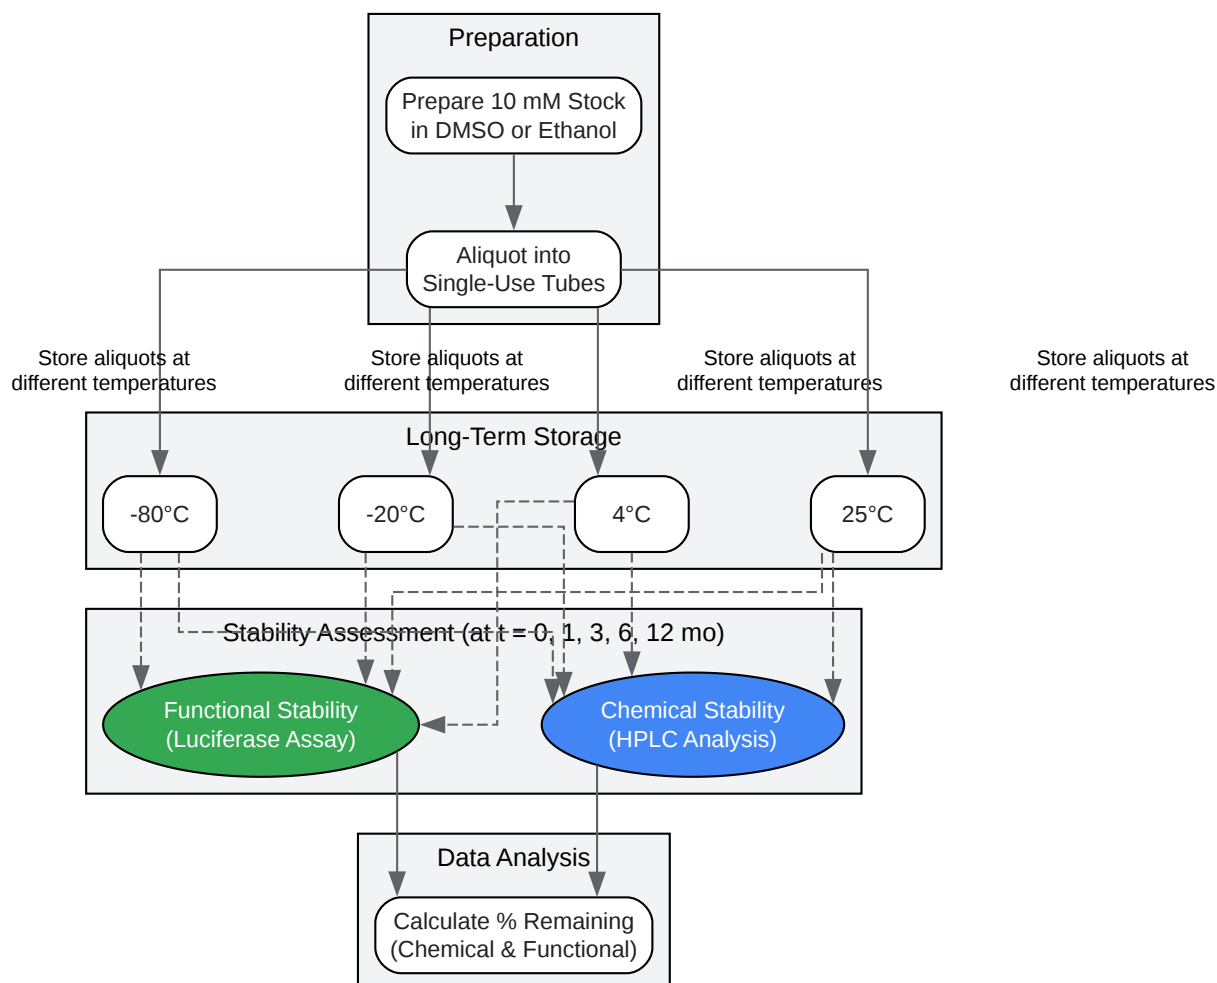 Preparation
Prepare 10 mM Stock
in DMSO or Ethanol
Aliquot into
Single-Use Tubes
Store aliquots at
different temperatures
Store aliquots at
different temperatures
Store aliquots at
different temperatures
Store aliquots at
different temperatures
Long-Term Storage
-80°C
-20°C
4°C
25°C
Stability Assessment (at t = 0, 1, 3, 6, 12 mo)
Functional Stability
(Luciferase Assay)
Chemical Stability
(HPLC Analysis)
Data Analysis
Calculate % Remaining
(Chemical & Functional)